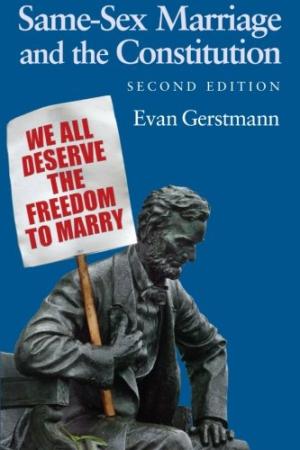 Same-Sex Marriage
and the Constitution
SECOND EDITION
Evan Gerstmann
WE ALL
DESERVE
THE
FREEDOM
TO MARRY